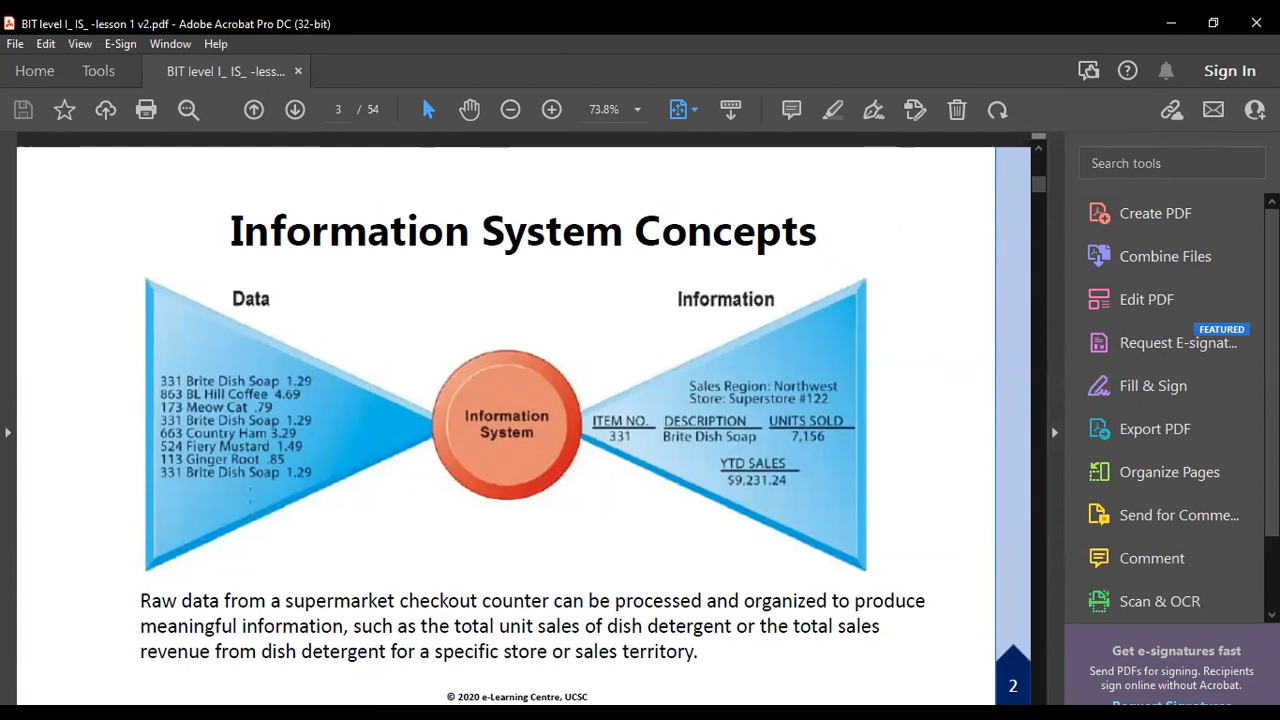 BIT level I_ IS_ -lesson 1 v2.pdf - Adobe Acrobat Pro DC (32-bit)
File Edit View E-Sign Window Help
Home Tools BIT level I_ IS_ -less... × Sign In
3 / 54 73.8%
Search tools
Information System Concepts
Data
Information
331 Brite Dish Soap 1.29
863 BL Hill Coffee 4.69
173 Meow Cat .79
331 Brite Dish Soap 1.29
663 Country Ham 3.29
524 Fiery Mustard 1.49
113 Ginger Root .85
331 Brite Dish Soap 1.29
Information
System
Sales Region: Northwest
Store: Superstore #122
ITEM NO. DESCRIPTION UNITS SOLD
331 Brite Dish Soap 7,156
YTD SALES
$9,231.24
Raw data from a supermarket checkout counter can be processed and organized to produce
meaningful information, such as the total unit sales of dish detergent or the total sales
revenue from dish detergent for a specific store or sales territory.
© 2020 e-Learning Centre, UCSC
2
Create PDF
Combine Files
Edit PDF
FEATURED
Request E-signat...
Fill & Sign
Export PDF
Organize Pages
Send for Comme...
Comment
Scan & OCR
Get e-signatures fast
Send PDFs for signing. Recipients
sign online without Acrobat.
Request Signatures